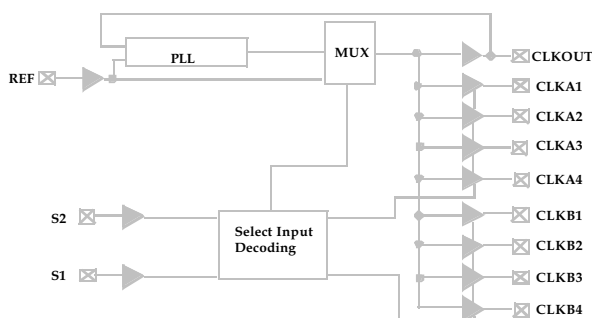 PLL
MUX
REF
CLKOUT
CLKA1
CLKA2
CLKA3
CLKA4
S2
Select Input
Decoding
S1
CLKB1
CLKB2
CLKB3
CLKB4